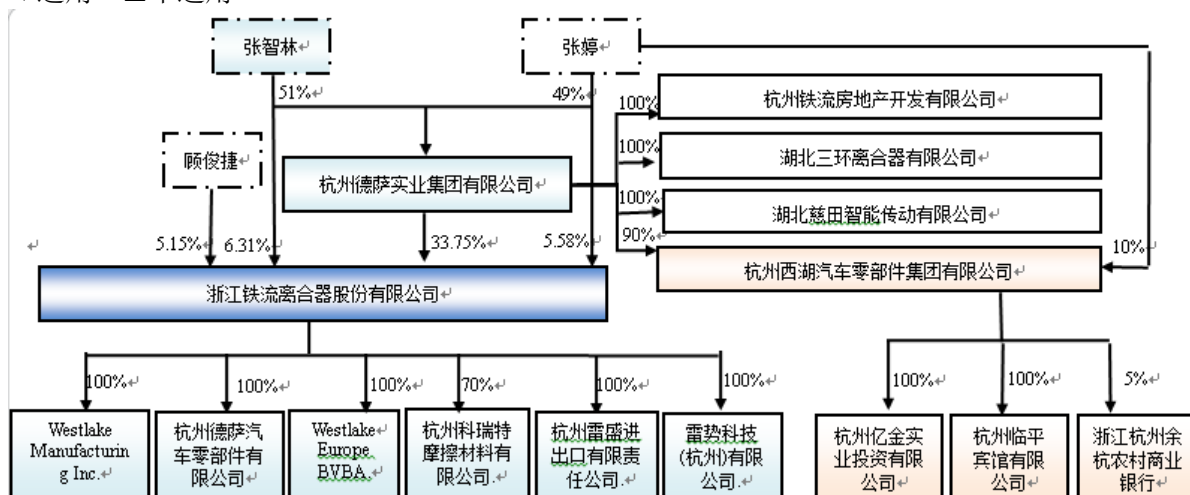 张智林
张婷
51%
49%
100%
杭州铁流房地产开发有限公司
顾俊捷
杭州德萨实业集团有限公司
100%
湖北三环离合器有限公司
100%
湖北慈田智能传动有限公司
5.15%
6.31%
33.75%
5.58%
90%
杭州西湖汽车零部件集团有限公司
10%
浙江铁流离合器股份有限公司
100%
100%
100%
70%
100%
100%
100%
100%
5%
Westlake
Manufacturin
g Inc.
杭州德萨汽
车零部件有
限公司
Westlake
Europe
BVBA.
杭州科瑞特
摩擦材料有
限公司.
杭州雷盛进
出口有限责
任公司.
雷势科技
(杭州)有限
公司.
杭州亿金实
业投资有限
公司
杭州临平
宾馆有限
公司
浙江杭州余
杭农村商业
银行